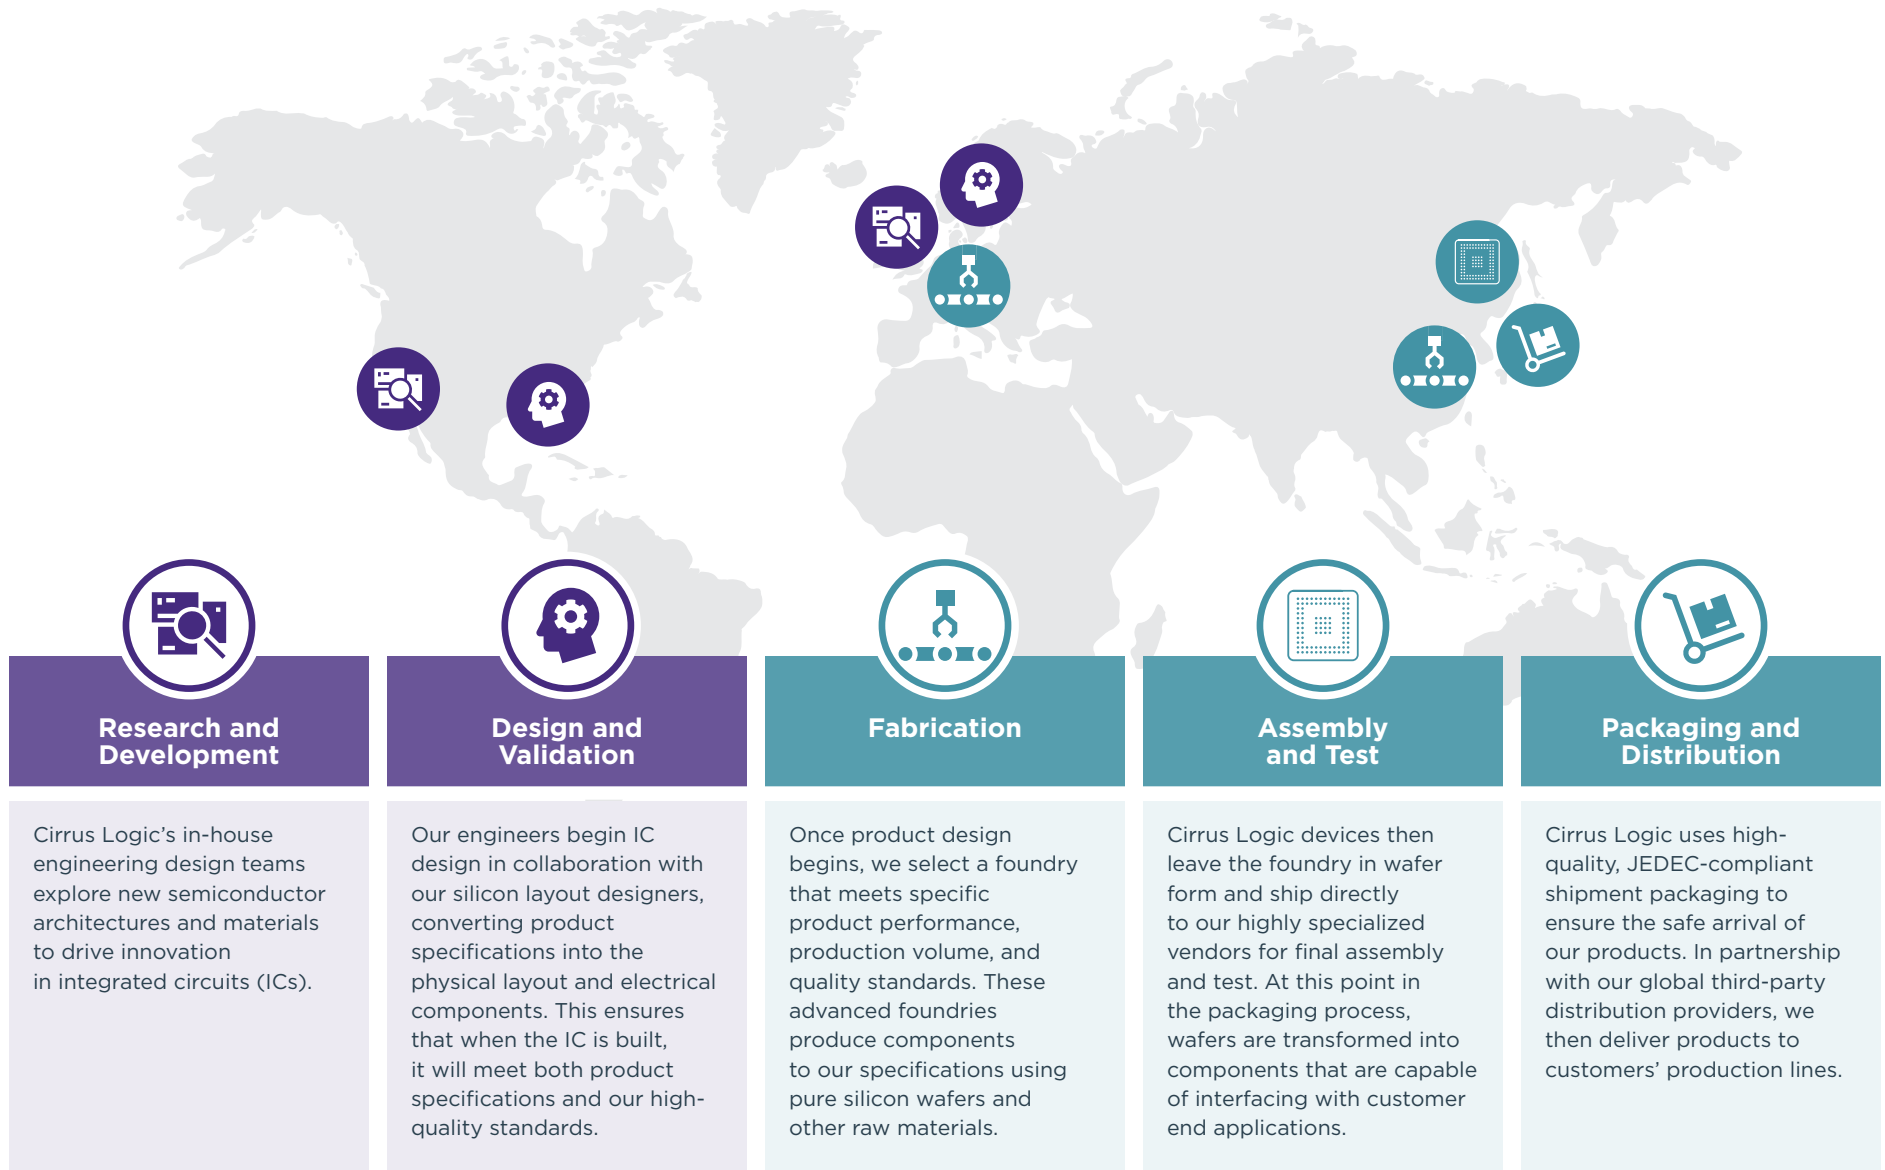 Research and
Development
Cirrus Logic’s in-house
engineering design teams
explore new semiconductor
architectures and materials
to drive innovation
in integrated circuits (ICs).
Design and
Validation
Our engineers begin IC
design in collaboration with
our silicon layout designers,
converting product
specifications into the
physical layout and electrical
components. This ensures
that when the IC is built,
it will meet both product
specifications and our high-
quality standards.
Fabrication
Once product design
begins, we select a foundry
that meets specific
product performance,
production volume, and
quality standards. These
advanced foundries
produce components
to our specifications using
pure silicon wafers and
other raw materials.
Assembly
and Test
Cirrus Logic devices then
leave the foundry in wafer
form and ship directly
to our highly specialized
vendors for final assembly
and test. At this point in
the packaging process,
wafers are transformed into
components that are capable
of interfacing with customer
end applications.
Packaging and
Distribution
Cirrus Logic uses high-
quality, JEDEC-compliant
shipment packaging to
ensure the safe arrival of
our products. In partnership
with our global third-party
distribution providers, we
then deliver products to
customers’ production lines.